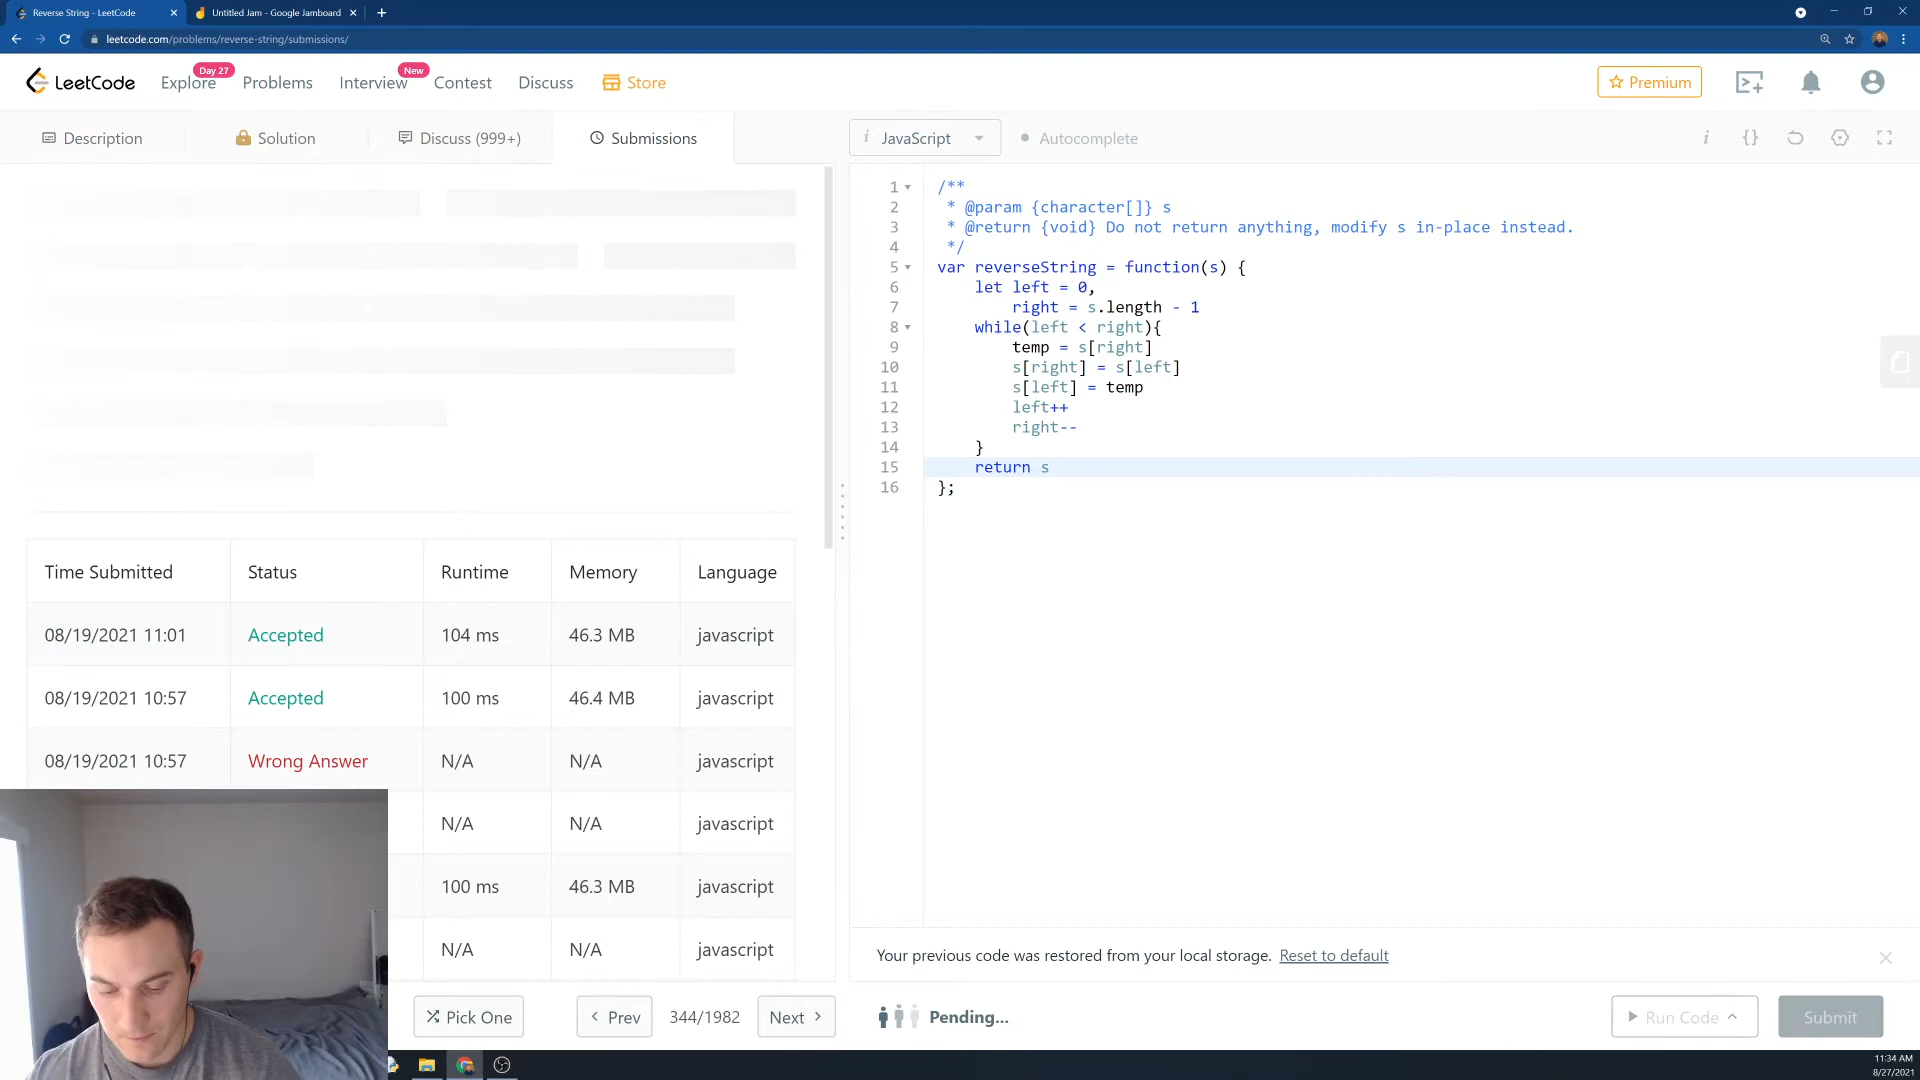 Reverse String - LeetCode
Untitled Jam - Google Jamboard
leetcode.com/problems/reverse-string/submissions/
LeetCode
Explore
Day 27
Problems
Interview
New
Contest
Discuss
Store
Premium
Description
Solution
Discuss (999+)
Submissions
i JavaScript
Autocomplete
i {}
1 /**
2 * @param {character[]} s
3 * @return {void} Do not return anything, modify s in-place instead.
4 */
5 var reverseString = function(s) {
6 let left = 0,
7 right = s.length - 1
8 while(left < right){
9 temp = s[right]
10 s[right] = s[left]
11 s[left] = temp
12 left++
13 right--
14 }
15 return s
16 };
Time Submitted Status Runtime Memory Language
08/19/2021 11:01 Accepted 104 ms 46.3 MB javascript
08/19/2021 10:57 Accepted 100 ms 46.4 MB javascript
08/19/2021 10:57 Wrong Answer N/A N/A javascript
N/A N/A javascript
100 ms 46.3 MB javascript
N/A N/A javascript
Your previous code was restored from your local storage. Reset to default
Pick One
Prev
344/1982
Next
Pending...
Run Code
Submit
11:34 AM
8/27/2021